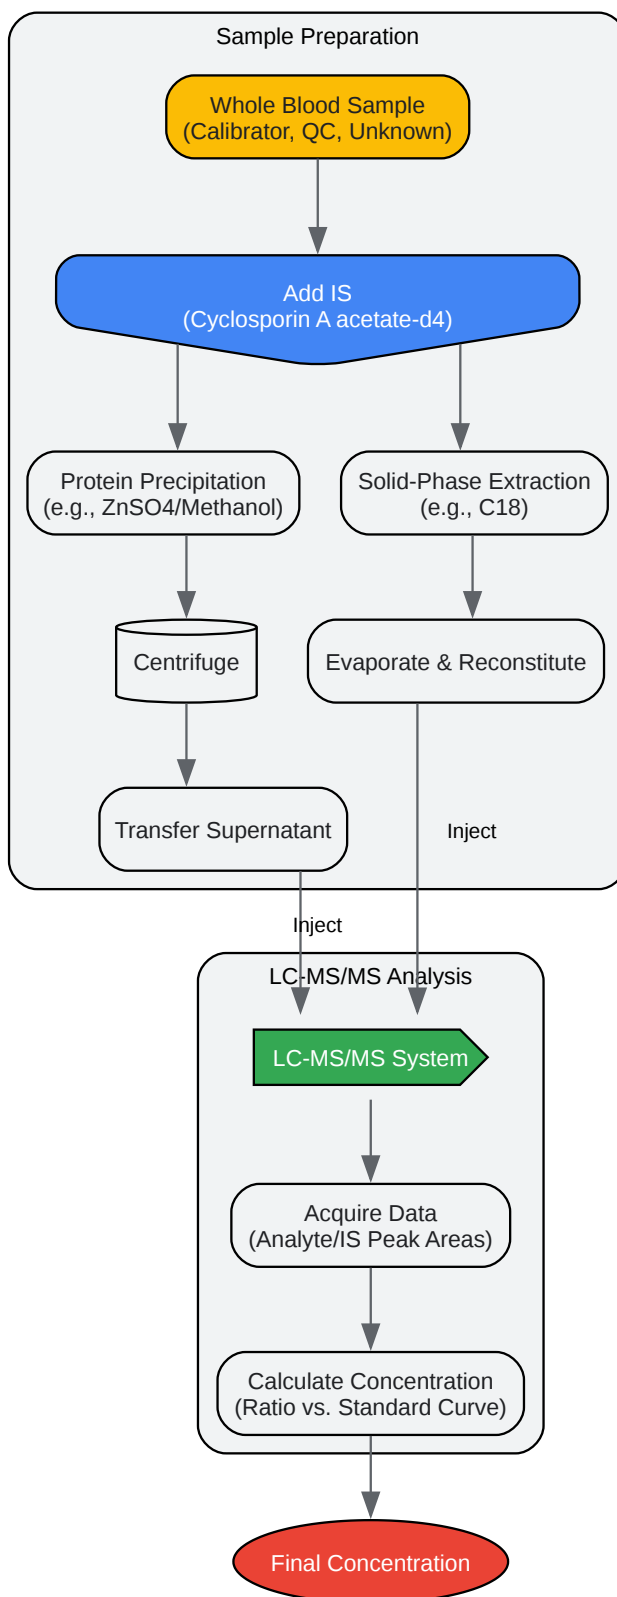 Sample Preparation
Whole Blood Sample
(Calibrator, QC, Unknown)
Add IS
(Cyclosporin A acetate-d4)
Protein Precipitation
(e.g., ZnSO4/Methanol)
Solid-Phase Extraction
(e.g., C18)
Centrifuge
Evaporate & Reconstitute
Transfer Supernatant
Inject
Inject
LC-MS/MS Analysis
LC-MS/MS System
Acquire Data
(Analyte/IS Peak Areas)
Calculate Concentration
(Ratio vs. Standard Curve)
Final Concentration